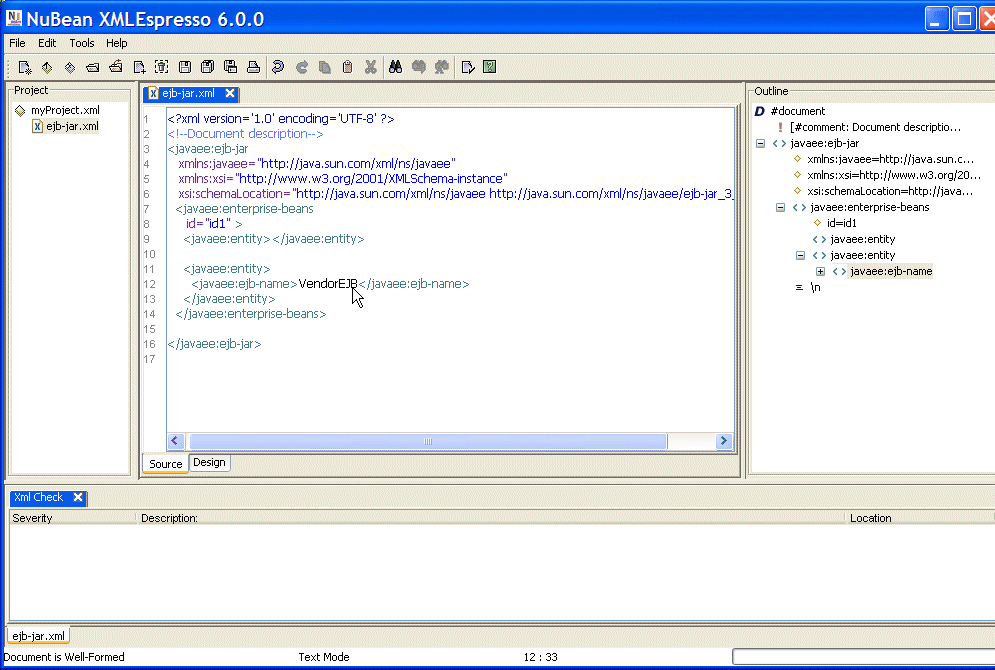 NuBean XMLEspresso 6.0.0
File Edit Tools Help
Project
myProject.xml
ejb-jar.xml
ejb-jar.xml
1 <?xml version='1.0' encoding='UTF-8' ?>
2 <!--Document description-->
3 <javaee:ejb-jar
4 xmlns:javaee="http://java.sun.com/xml/ns/javaee"
5 xmlns:xsi="http://www.w3.org/2001/XMLSchema-instance"
6 xsi:schemaLocation="http://java.sun.com/xml/ns/javaee http://java.sun.com/xml/ns/javaee/ejb-jar_3_
7 <javaee:enterprise-beans
8 id="id1" >
9 <javaee:entity></javaee:entity>
10
11 <javaee:entity>
12 <javaee:ejb-name>VendorEJB</javaee:ejb-name>
13 </javaee:entity>
14 </javaee:enterprise-beans>
15
16 </javaee:ejb-jar>
17
Source Design
Outline
D #document
! [#comment: Document descriptio...
<> javaee:ejb-jar
xmlns:javaee=http://java.sun.c...
xmlns:xsi=http://www.w3.org/20...
xsi:schemaLocation=http://java...
<> javaee:enterprise-beans
id=id1
<> javaee:entity
<> javaee:entity
<> javaee:ejb-name
\n
Xml Check
Severity Description: Location
ejb-jar.xml
Document is Well-Formed Text Mode 12 : 33